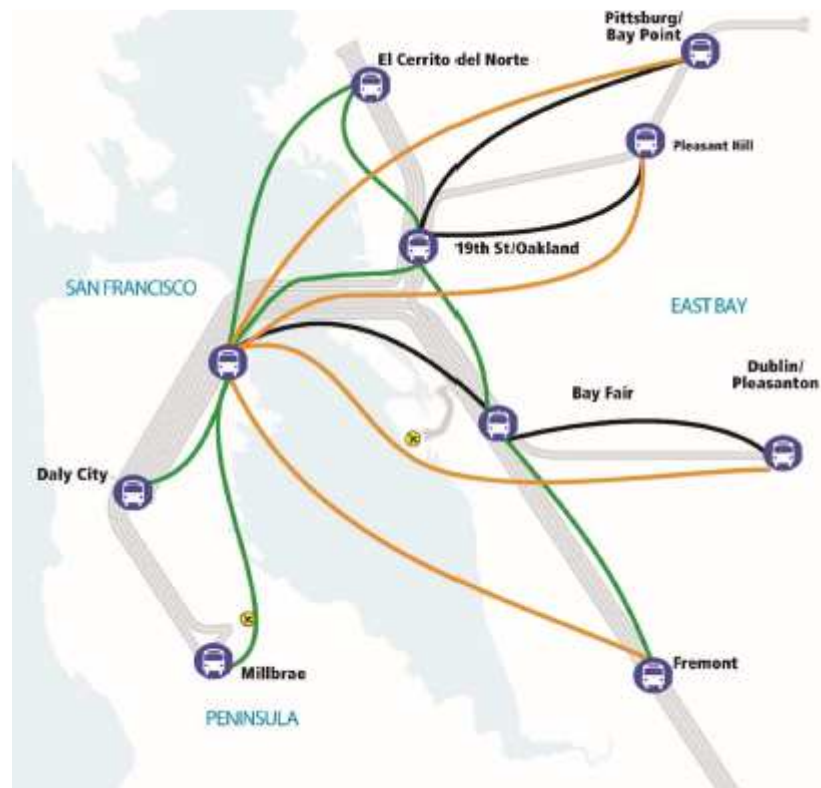 Pittsburg/
Bay Point
El Cerrito del Norte
Pleasant Hill
19th St/Oakland
SAN FRANCISCO
EAST BAY
Dublin/
Pleasanton
Bay Fair
Daly City
Fremont
Millbrae
PENINSULA